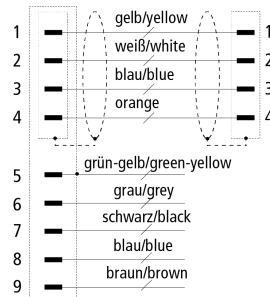 1 gelb/yellow 1
2 weiß/white 2
3 blau/blue 3
4 orange 4
5 grün-gelb/green-yellow
6 grau/grey
7 schwarz/black
8 blau/blue
9 braun/brown